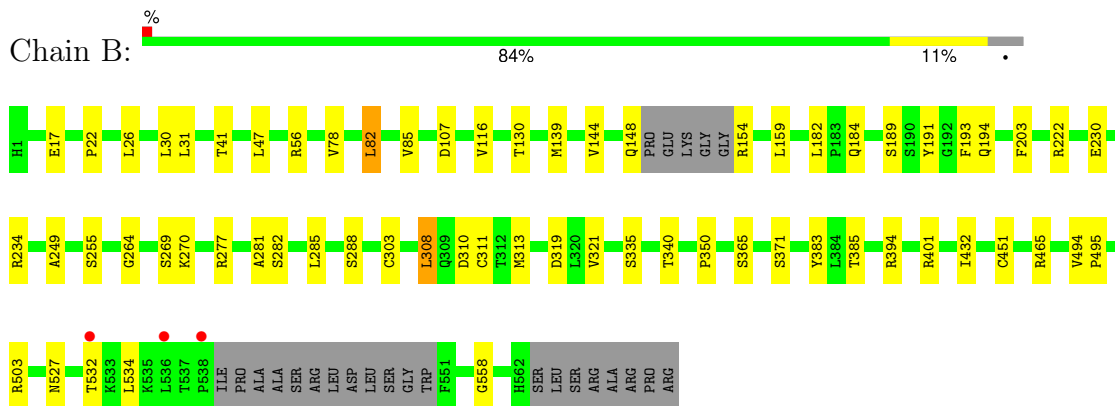 %
Chain B:
84% 11% •
H1 E17 P22 L26 L30 L31 T41 L47 R56 V78 L82 V85 D107 V116 T130 M139 V144 Q148 PRO GLU LYS GLY GLY R154 L159 L182 P183 Q184 S189 S190 Y191 G192 F193 Q194 F203 R222 E230
R234 A249 S255 G264 S269 K270 R277 A281 S282 L285 S288 C303 L308 Q309 D310 C311 T312 M313 D319 L320 V321 S335 T340 P350 S365 S371 Y383 L384 T385 R394 R401 I432 C451 R465 V494 P495
R503 N527 T532 K533 L534 K535 L536 T537 P538 ILE PRO ALA ALA SER ARG LEU ASP LEU SER GLY TRP F551 G558 H562 SER LEU SER ARG ALA ARG PRO ARG